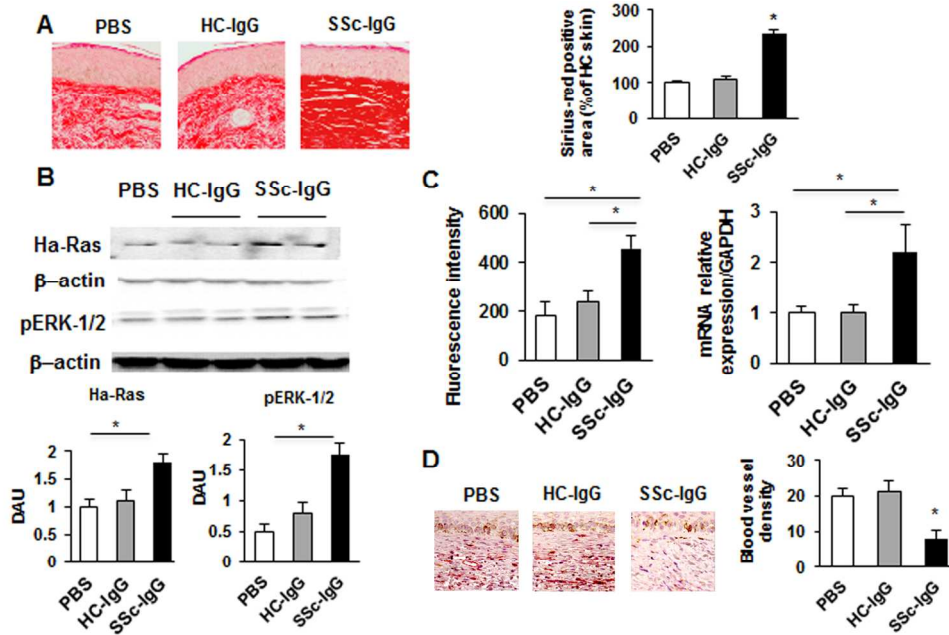 A
PBS HC-IgG SSc-IgG
Sirius-red positive
area (% of HC skin)
300
200
100
0
*
PBS
HC-IgG
SSc-IgG
B
PBS HC-IgG SSc-IgG
Ha-Ras
β–actin
pERK-1/2
β–actin
Ha-Ras
DAU
2
1.5
1
0.5
0
*
PBS
HC-IgG
SSc-IgG
pERK-1/2
DAU
2
1.5
1
0.5
0
*
PBS
HC-IgG
SSc-IgG
C
Fluorescence intensity
600
400
200
0
*
*
PBS
HC-IgG
SSc-IgG
mRNA relative
expression/GAPDH
3
2
1
0
*
*
PBS
HC-IgG
SSc-IgG
D
PBS HC-IgG SSc-IgG
Blood vessel
density
30
20
10
0
*
PBS
HC-IgG
SSc-IgG